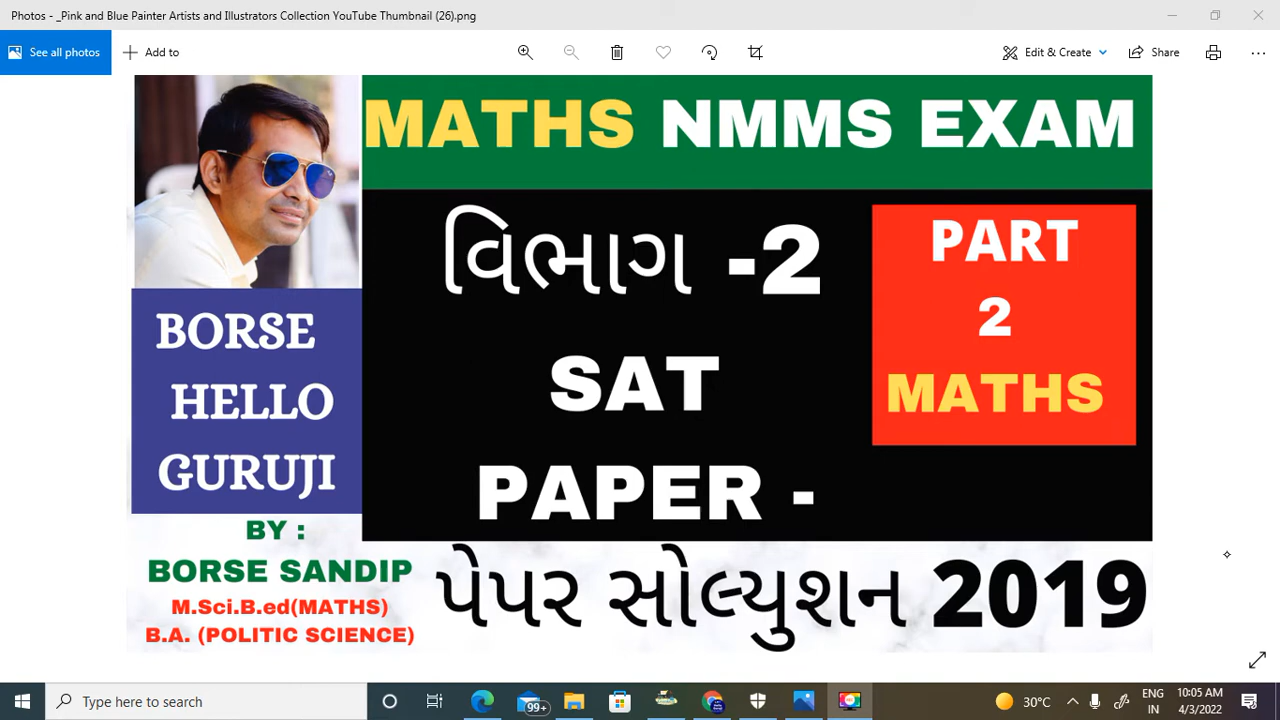 Photos - _Pink and Blue Painter Artists and Illustrators Collection YouTube Thumbnail (26).png
See all photos
Add to
Edit & Create
Share
MATHS NMMS EXAM
વિભાગ -2
SAT
PAPER -
PART
2
MATHS
BORSE
HELLO
GURUJI
BY :
BORSE SANDIP
M.Sci.B.ed(MATHS)
B.A. (POLITIC SCIENCE)
પેપર સોલ્યુશન 2019
Type here to search
99+
30°C
ENG
IN
10:05 AM
4/3/2022